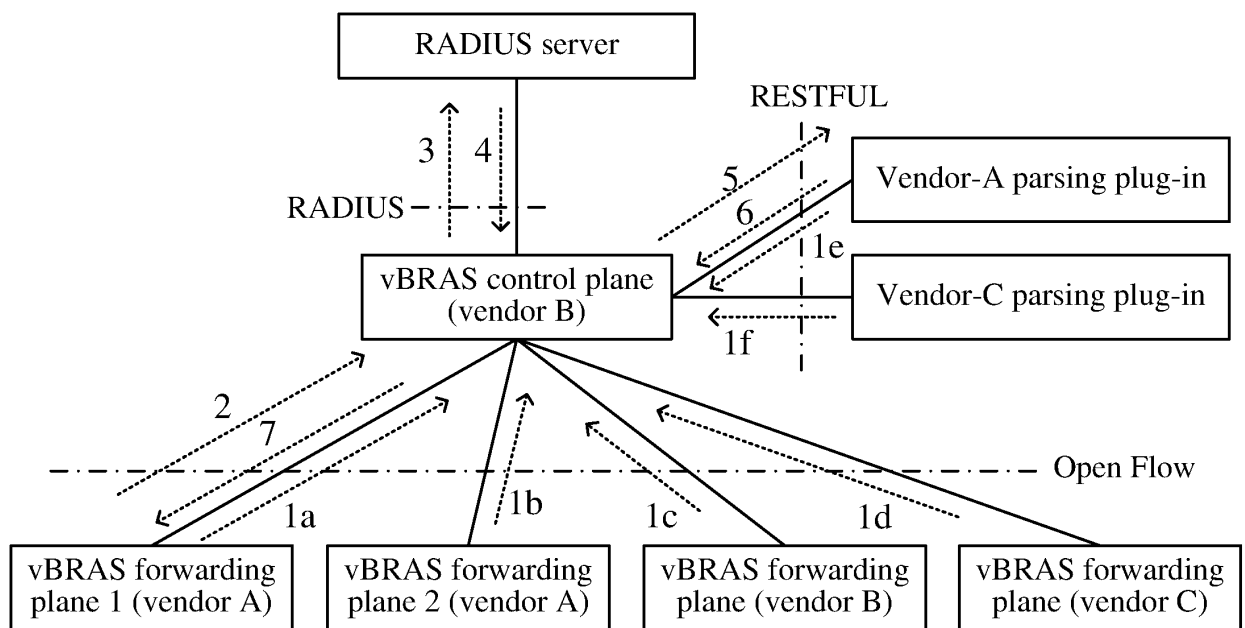 RADIUS server
RESTFUL
3
4
5
Vendor-A parsing plug-in
6
RADIUS
1e
vBRAS control plane
(vendor B)
Vendor-C parsing plug-in
1f
2
7
Open Flow
1a
1b
1c
1d
vBRAS forwarding
plane 1 (vendor A)
vBRAS forwarding
plane 2 (vendor A)
vBRAS forwarding
plane (vendor B)
vBRAS forwarding
plane (vendor C)